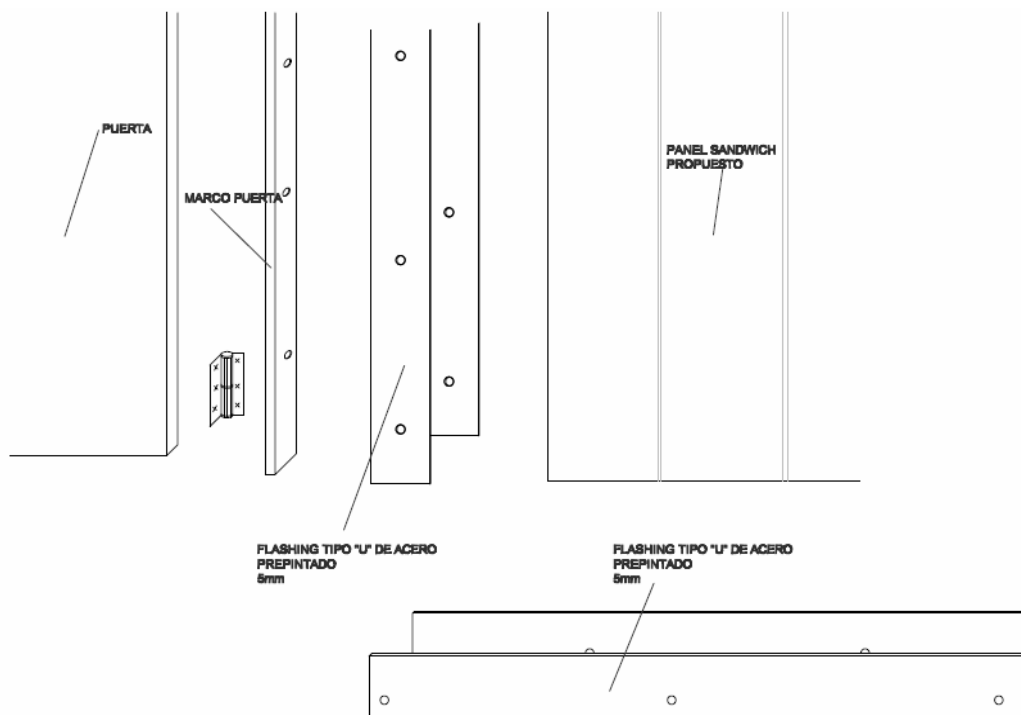 PUERTA
PANEL SANDWICH
PROPUESTO
MARCO PUERTA
FLASHING TIPO "U" DE ACERO
PREPINTADO
5mm
FLASHING TIPO "U" DE ACERO
PREPINTADO
5mm